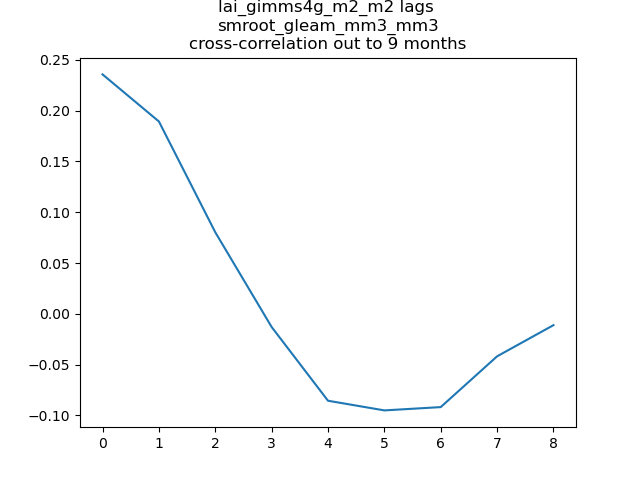 lai_gimms4g_m2_m2 lags
smroot_gleam_mm3_mm3
cross-correlation out to 9 months
0.25
0.20
0.15
0.10
0.05
0.00
−0.05
−0.10
0 1 2 3 4 5 6 7 8